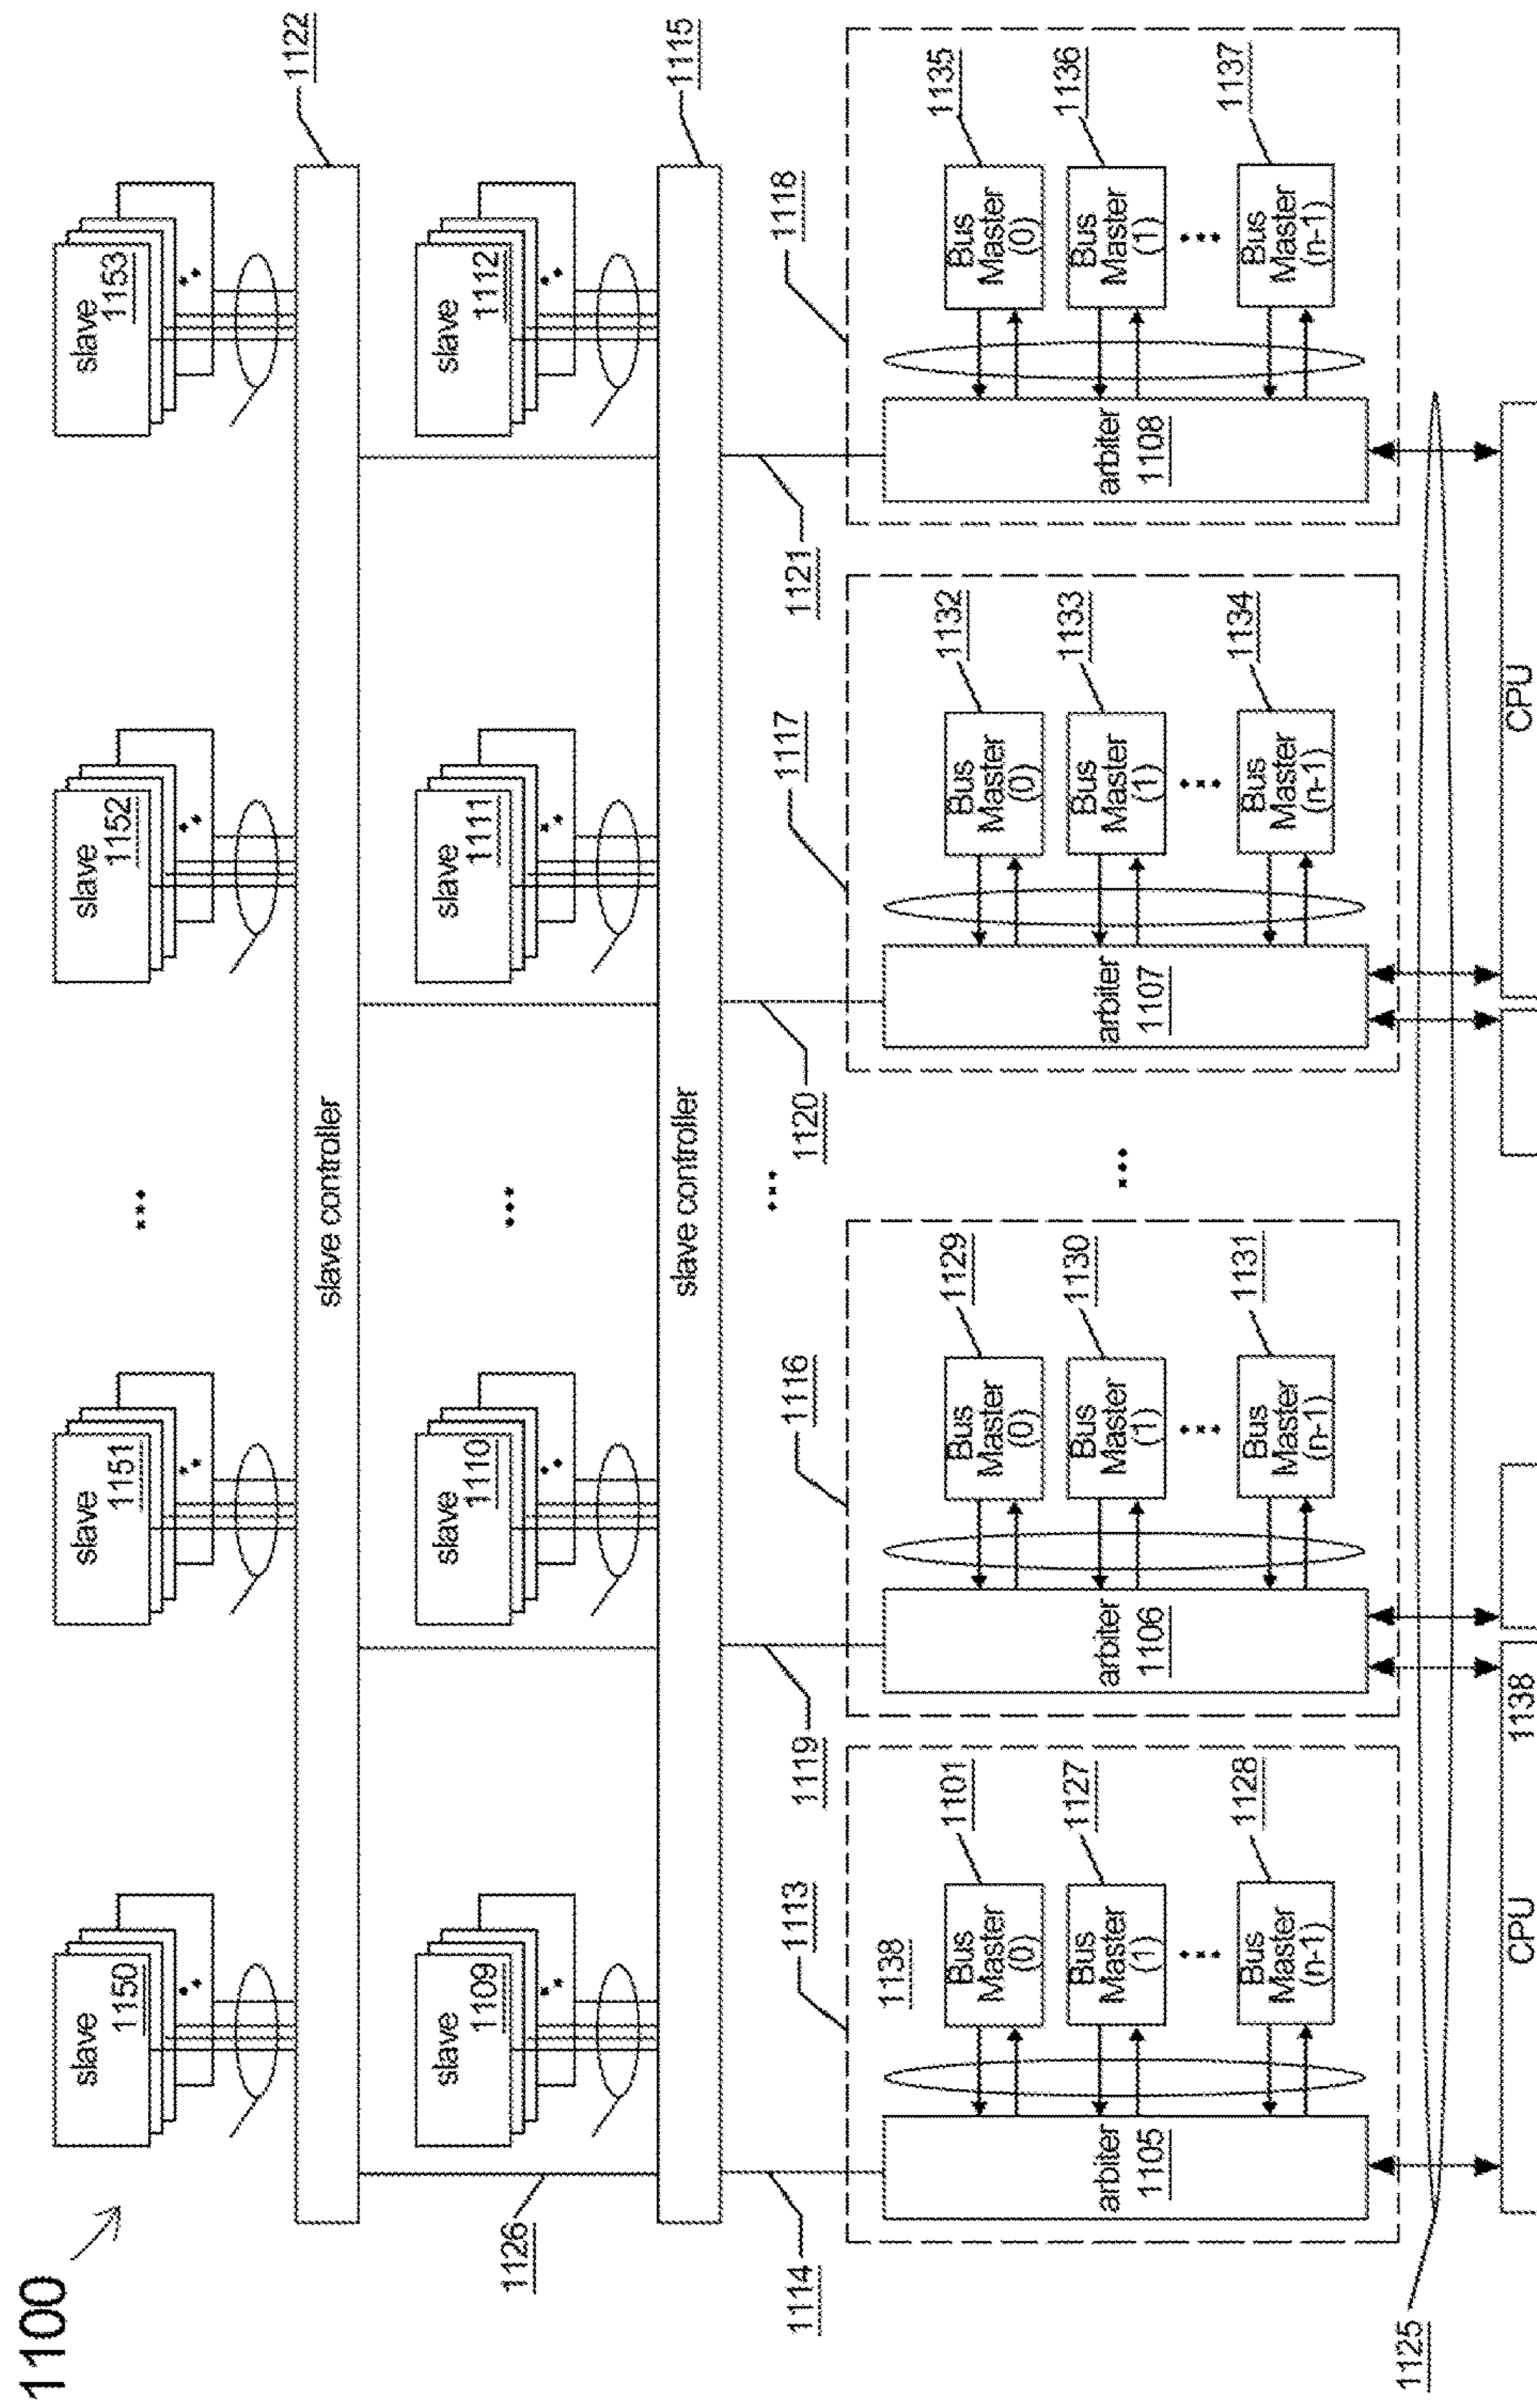 1100
slave
1150
slave
1151
...
slave
1152
slave
1153
slave controller
1122
1126
slave
1109
slave
1110
...
slave
1111
slave
1112
slave controller
1115
1114
1119
...
1120
1121
1113
1116
1117
1118
arbiter
1105
1138
Bus
Master
(0)
1101
Bus
Master
(1)
1127
...
Bus
Master
(n-1)
1128
arbiter
1106
Bus
Master
(0)
1129
Bus
Master
(1)
1130
...
Bus
Master
(n-1)
1131
...
arbiter
1107
Bus
Master
(0)
1132
Bus
Master
(1)
1133
...
Bus
Master
(n-1)
1134
arbiter
1108
Bus
Master
(0)
1135
Bus
Master
(1)
1136
...
Bus
Master
(n-1)
1137
1125
CPU
1138
CPU